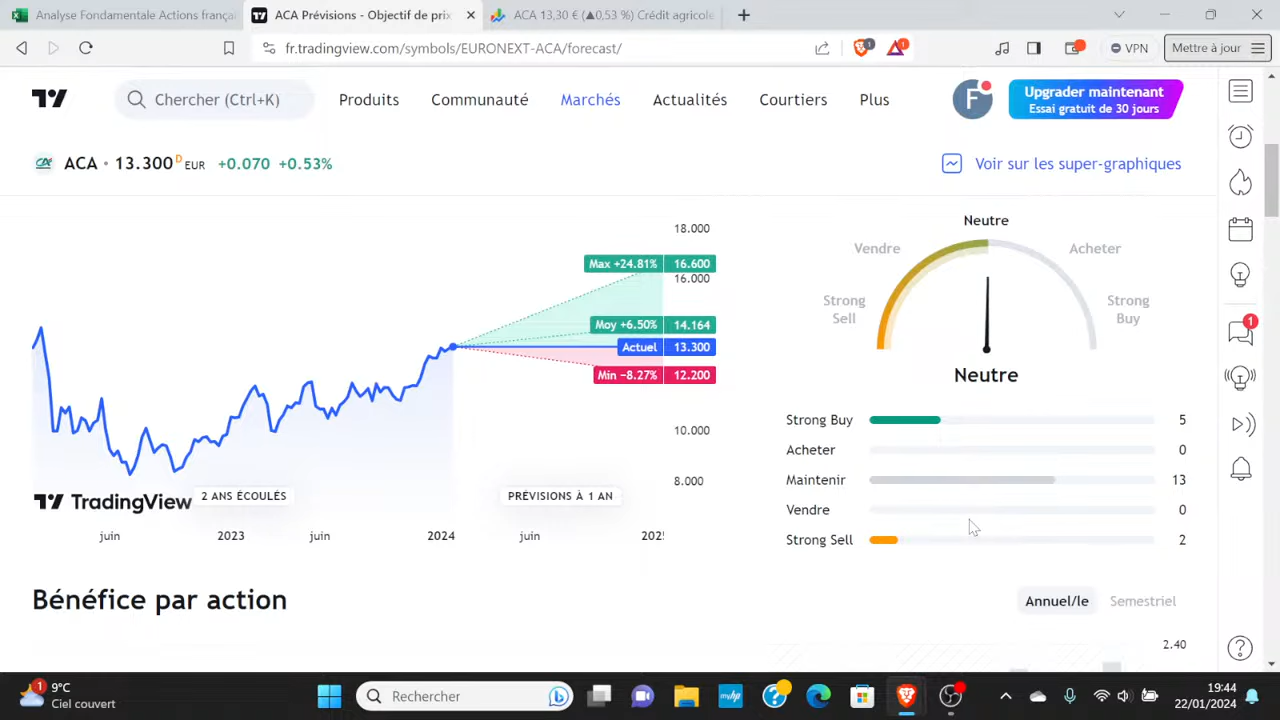 Analyse Fondamentale Actions françai
ACA Prévisions - Objectif de prix
ACA 13,30 € (▲0,53 %) Crédit agricole
fr.tradingview.com/symbols/EURONEXT-ACA/forecast/
1
1
VPN
Mettre à jour
Chercher (Ctrl+K)
Produits
Communauté
Marchés
Actualités
Courtiers
Plus
F
Upgrader maintenant
Essai gratuit de 30 jours
ACA • 13.300 D EUR +0.070 +0.53%
Voir sur les super-graphiques
18.000
Max +24.81% 16.600
16.000
Moy +6.50% 14.164
Actuel 13.300
Min −8.27% 12.200
10.000
8.000
TradingView
2 ANS ÉCOULÉS
PRÉVISIONS À 1 AN
juin
2023
juin
2024
juin
Neutre
Vendre
Acheter
Strong
Sell
Strong
Buy
Neutre
Strong Buy 5
Acheter 0
Maintenir 13
Vendre 0
Strong Sell 2
1
Bénéfice par action
Annuel/le
Semestriel
2.40
1
9°C
Ciel couvert
Rechercher
19:44
22/01/2024